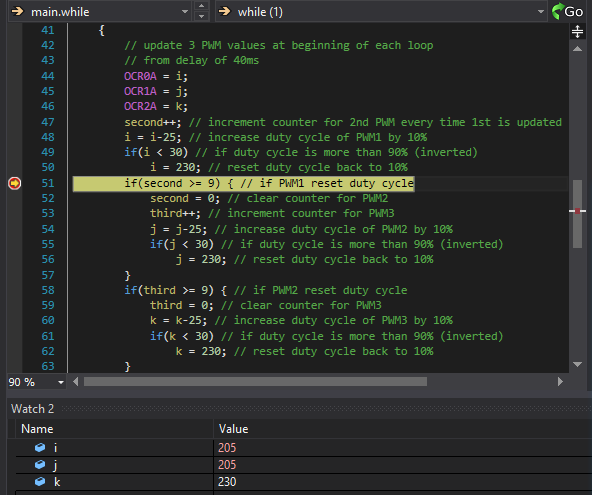 main.while while (1) Go
41 {
42 // update 3 PWM values at beginning of each loop
43 // from delay of 40ms
44 OCR0A = i;
45 OCR1A = j;
46 OCR2A = k;
47 second++; // increment counter for 2nd PWM every time 1st is updated
48 i = i-25; // increase duty cycle of PWM1 by 10%
49 if(i < 30) // if duty cycle is more than 90% (inverted)
50 i = 230; // reset duty cycle back to 10%
51 if(second >= 9) { // if PWM1 reset duty cycle
52 second = 0; // clear counter for PWM2
53 third++; // increment counter for PWM3
54 j = j-25; // increase duty cycle of PWM2 by 10%
55 if(j < 30) // if duty cycle is more than 90% (inverted)
56 j = 230; // reset duty cycle back to 10%
57 }
58 if(third >= 9) { // if PWM2 reset duty cycle
59 third = 0; // clear counter for PWM3
60 k = k-25; // increase duty cycle of PWM3 by 10%
61 if(k < 30) // if duty cycle is more than 90% (inverted)
62 k = 230; // reset duty cycle back to 10%
63 }
90 %
Watch 2
Name Value
i 205
j 205
k 230